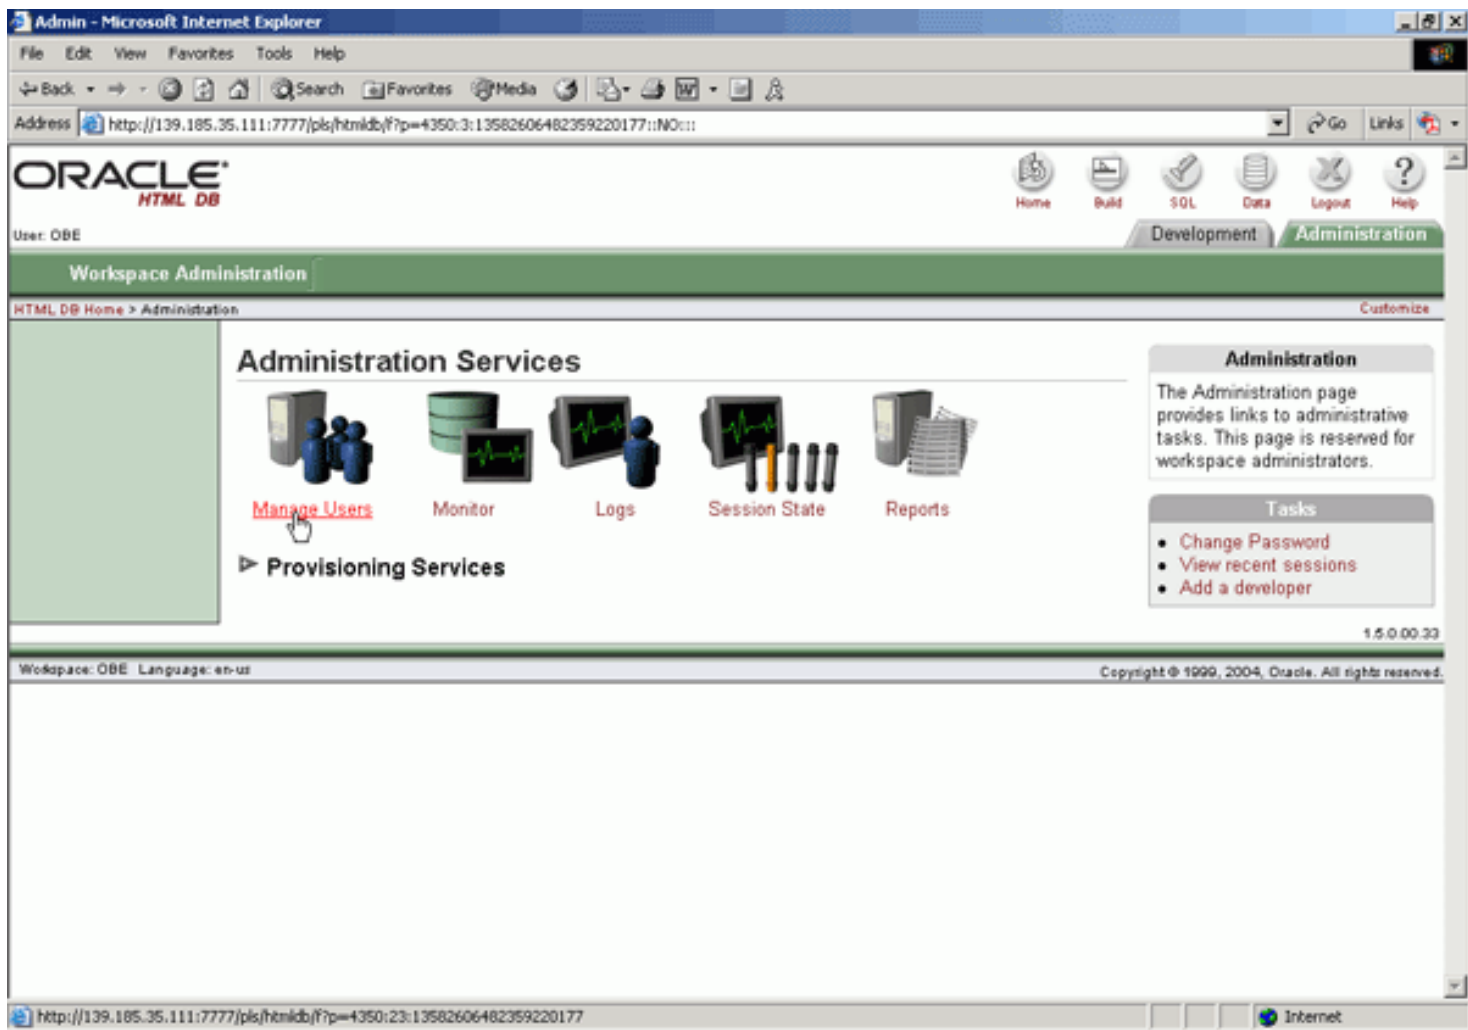 Admin - Microsoft Internet Explorer
File Edit View Favorites Tools Help
Back Search Favorites Media
Address http://139.185.35.111:7777/pls/htmldb/f?p=4350:3:13582606482359220177::NO:::
Go Links
ORACLE
HTML DB
Home Build SQL Data Logout Help
User: OBE
Development Administration
Workspace Administration
HTML DB Home > Administration
Customize
Administration Services
Manage Users Monitor Logs Session State Reports
Provisioning Services
Administration
The Administration page
provides links to administrative
tasks. This page is reserved for
workspace administrators.
Tasks
• Change Password
• View recent sessions
• Add a developer
1.5.0.00.33
Workspace: OBE Language: en-us
Copyright © 1999, 2004, Oracle. All rights reserved.
http://139.185.35.111:7777/pls/htmldb/f?p=4350:23:13582606482359220177
Internet